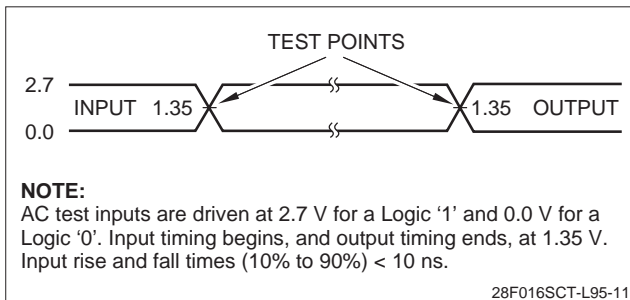 TEST POINTS
2.7
INPUT 1.35 1.35 OUTPUT
0.0
NOTE:
AC test inputs are driven at 2.7 V for a Logic ‘1’ and 0.0 V for a
Logic ‘0’. Input timing begins, and output timing ends, at 1.35 V.
Input rise and fall times (10% to 90%) < 10 ns.
28F016SCT-L95-11